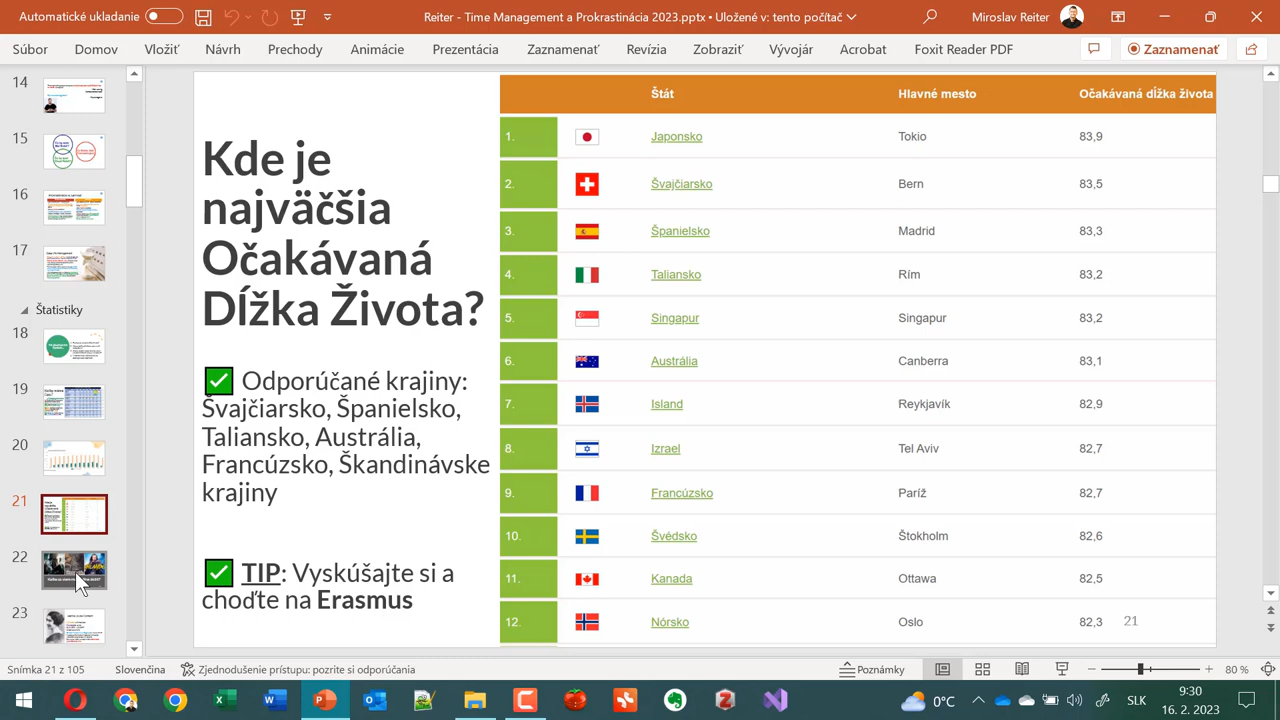 Automatické ukladanie
Reiter - Time Management a Prokrastinácia 2023.pptx • Uložené v: tento počítač
Miroslav Reiter
Súbor
Domov
Vložiť
Návrh
Prechody
Animácie
Prezentácia
Zaznamenať
Revízia
Zobraziť
Vývojár
Acrobat
Foxit Reader PDF
Zaznamenať
14
15
16
17
Štatistiky
18
19
20
21
22
23
Kde je
najväčšia
Očakávaná
Dĺžka Života?
Odporúčané krajiny:
Švajčiarsko, Španielsko,
Taliansko, Austrália,
Francúzsko, Škandinávske
krajiny
TIP: Vyskúšajte si a
choďte na Erasmus
Štát Hlavné mesto Očakávaná dĺžka života
1. Japonsko Tokio 83,9
2. Švajčiarsko Bern 83,5
3. Španielsko Madrid 83,3
4. Taliansko Rím 83,2
5. Singapur Singapur 83,2
6. Austrália Canberra 83,1
7. Island Reykjavík 82,9
8. Izrael Tel Aviv 82,7
9. Francúzsko Paríž 82,7
10. Švédsko Štokholm 82,6
11. Kanada Ottawa 82,5
12. Nórsko Oslo 82,3
21
Snímka 21 z 105
Slovenčina
Zjednodušenie prístupu: pozrite si odporúčania
Poznámky
80 %
0°C
SLK
9:30
16. 2. 2023